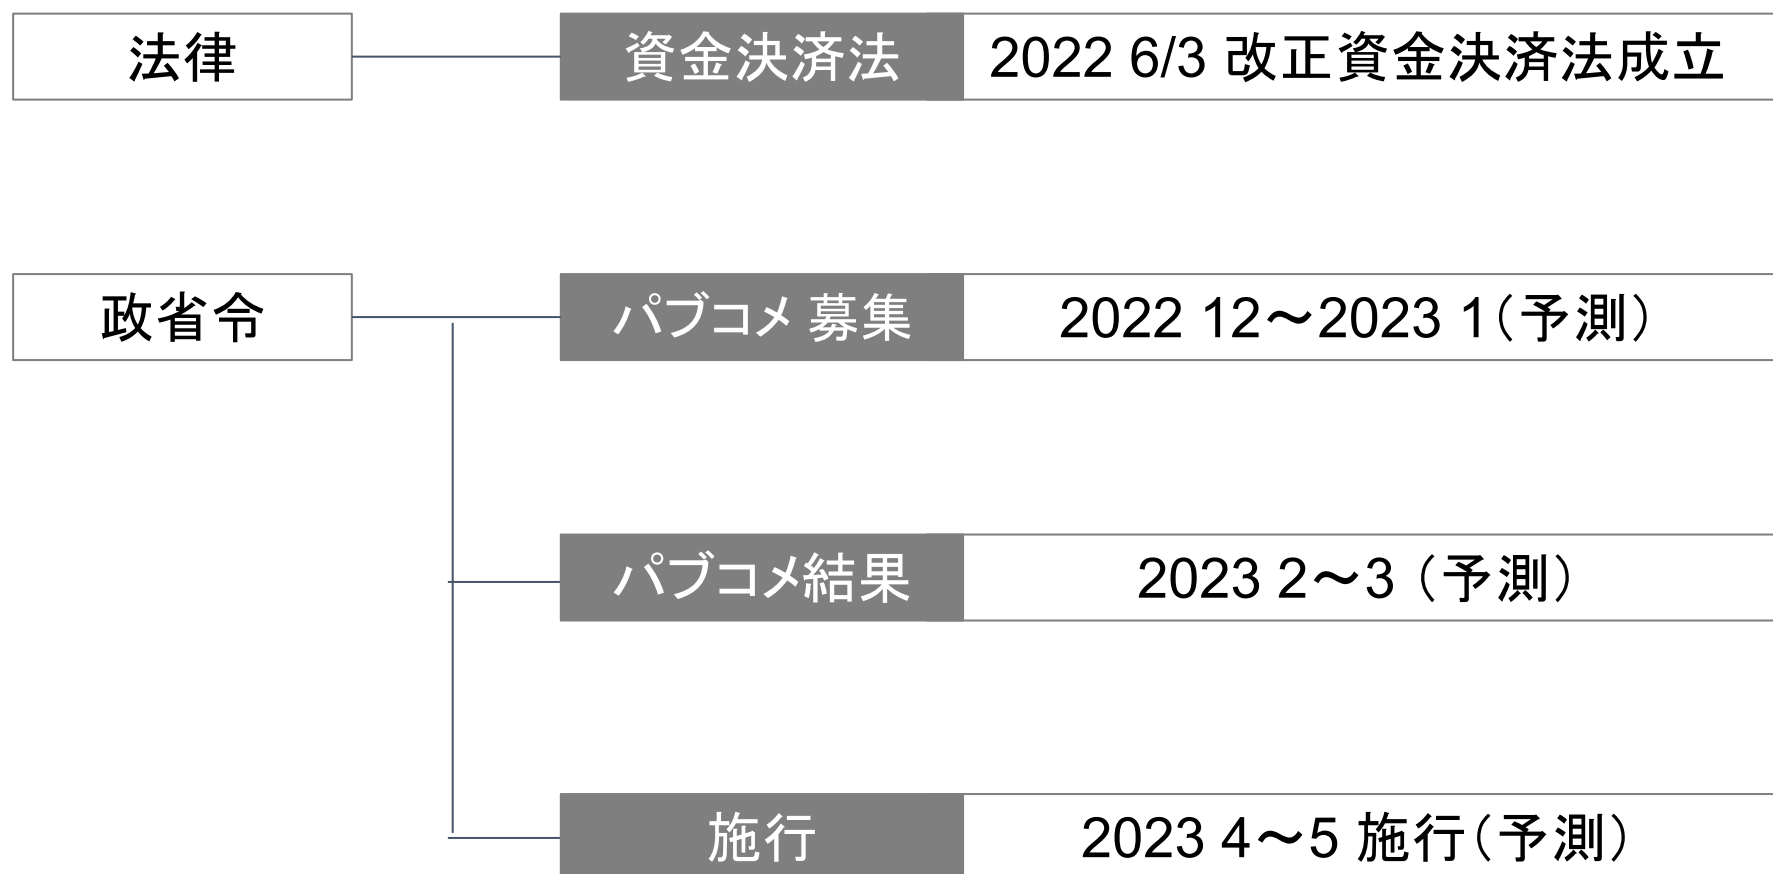 法律
資金決済法
2022 6/3 改正資金決済法成立
政省令
パブコメ 募集
2022 12～2023 1（予測）
パブコメ結果
2023 2～3（予測）
施行
2023 4～5 施行（予測）